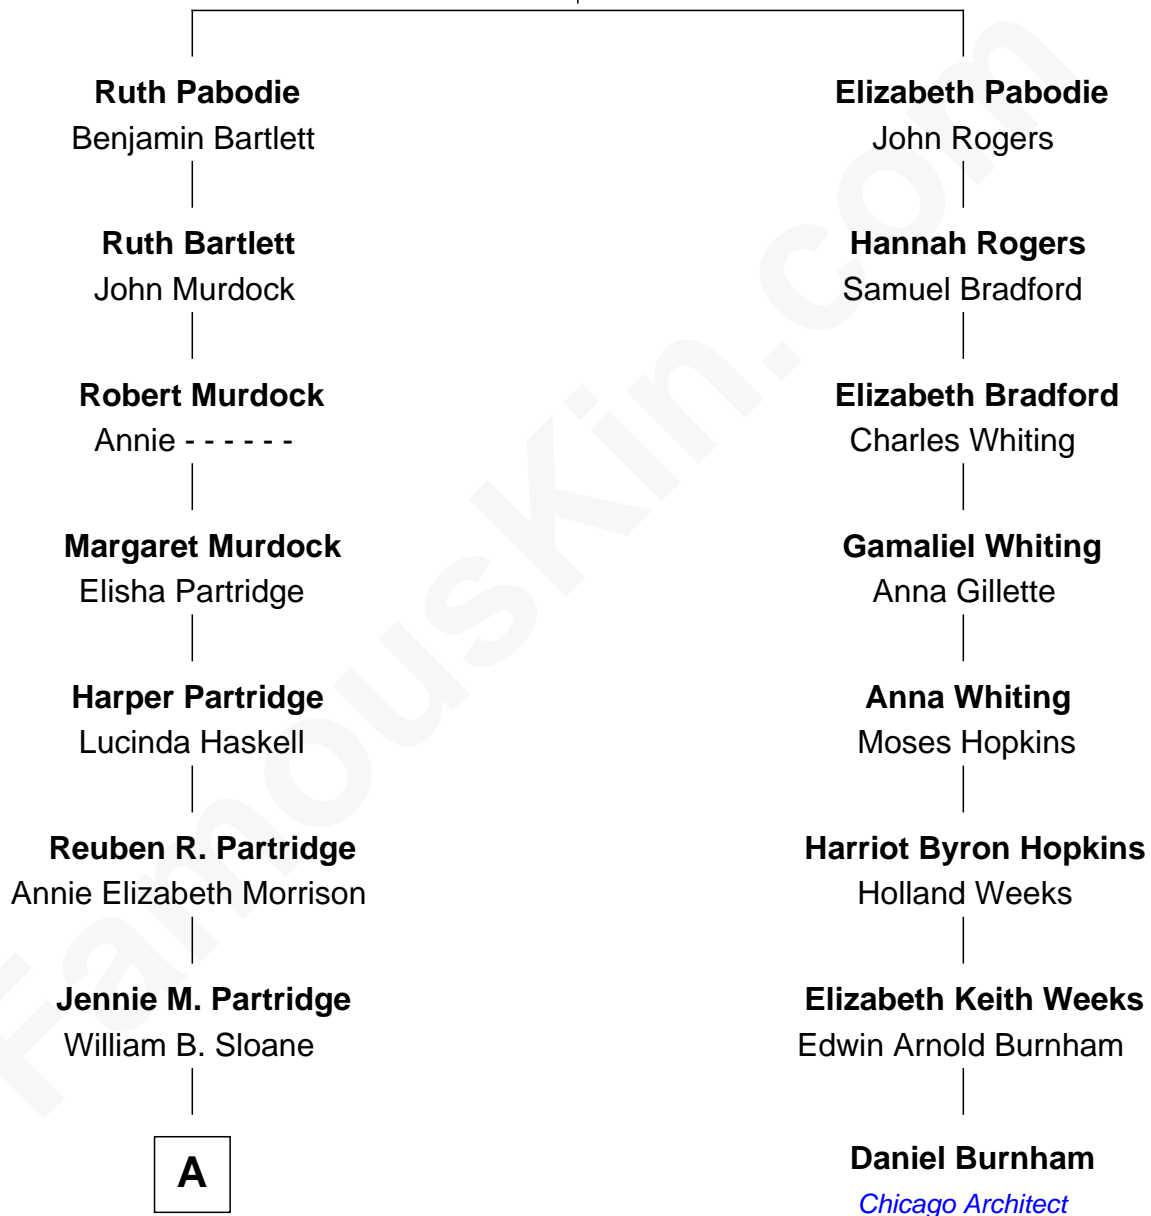 Ruth Pabodie
Benjamin Bartlett
Ruth Bartlett
John Murdock
Robert Murdock
Annie - - - - - -
Margaret Murdock
Elisha Partridge
Harper Partridge
Lucinda Haskell
Reuben R. Partridge
Annie Elizabeth Morrison
Jennie M. Partridge
William B. Sloane
A
Elizabeth Pabodie
John Rogers
Hannah Rogers
Samuel Bradford
Elizabeth Bradford
Charles Whiting
Gamaliel Whiting
Anna Gillette
Anna Whiting
Moses Hopkins
Harriot Byron Hopkins
Holland Weeks
Elizabeth Keith Weeks
Edwin Arnold Burnham
Daniel Burnham
Chicago Architect
FamousKin.com